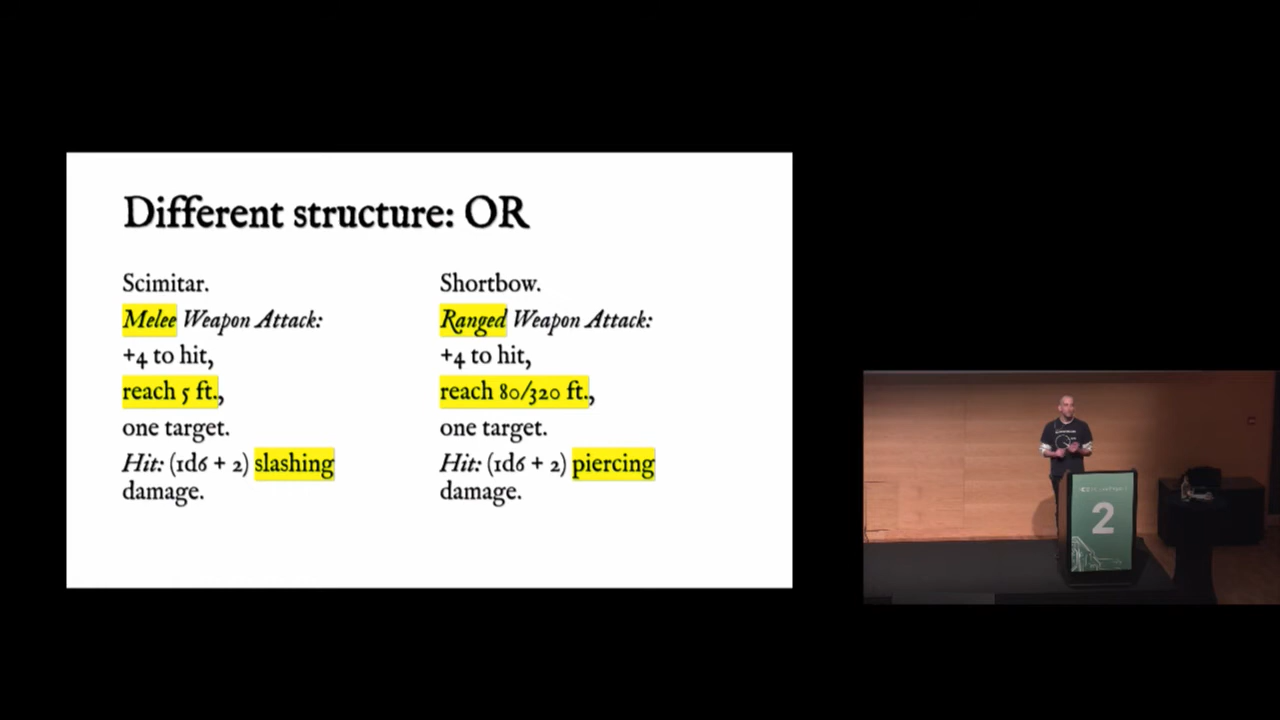 Different structure: OR
Scimitar.
Melee Weapon Attack:
+4 to hit,
reach 5 ft.,
one target.
Hit: (1d6 + 2) slashing
damage.
Shortbow.
Ranged Weapon Attack:
+4 to hit,
reach 80/320 ft.,
one target.
Hit: (1d6 + 2) piercing
damage.
2